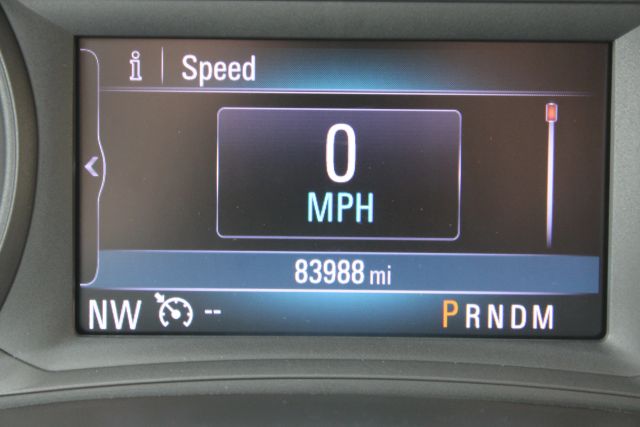 i Speed
0
MPH
83988 mi
NW -- PRNDM